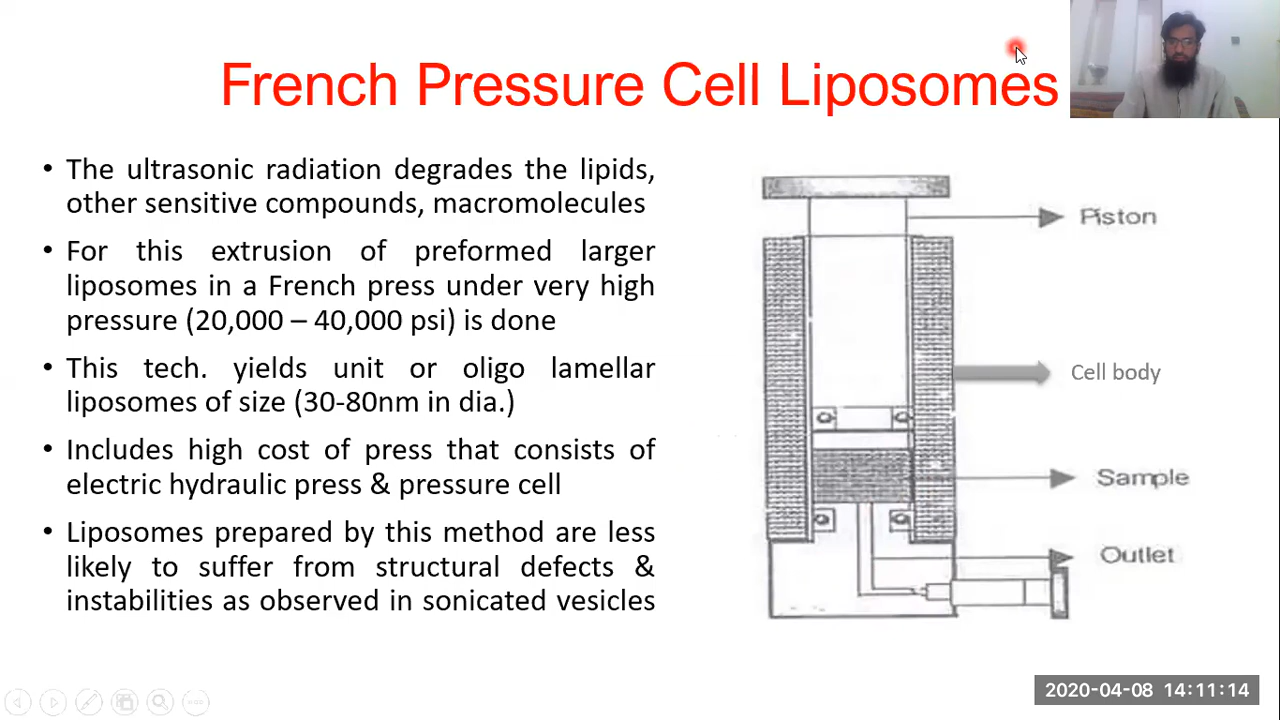 French Pressure Cell Liposomes
• The ultrasonic radiation degrades the lipids,
other sensitive compounds, macromolecules
• For this extrusion of preformed larger
liposomes in a French press under very high
pressure (20,000 – 40,000 psi) is done
• This tech. yields unit or oligo lamellar
liposomes of size (30-80nm in dia.)
• Includes high cost of press that consists of
electric hydraulic press & pressure cell
• Liposomes prepared by this method are less
likely to suffer from structural defects &
instabilities as observed in sonicated vesicles
Piston
Cell body
Sample
Outlet
2020-04-08 14:11:14